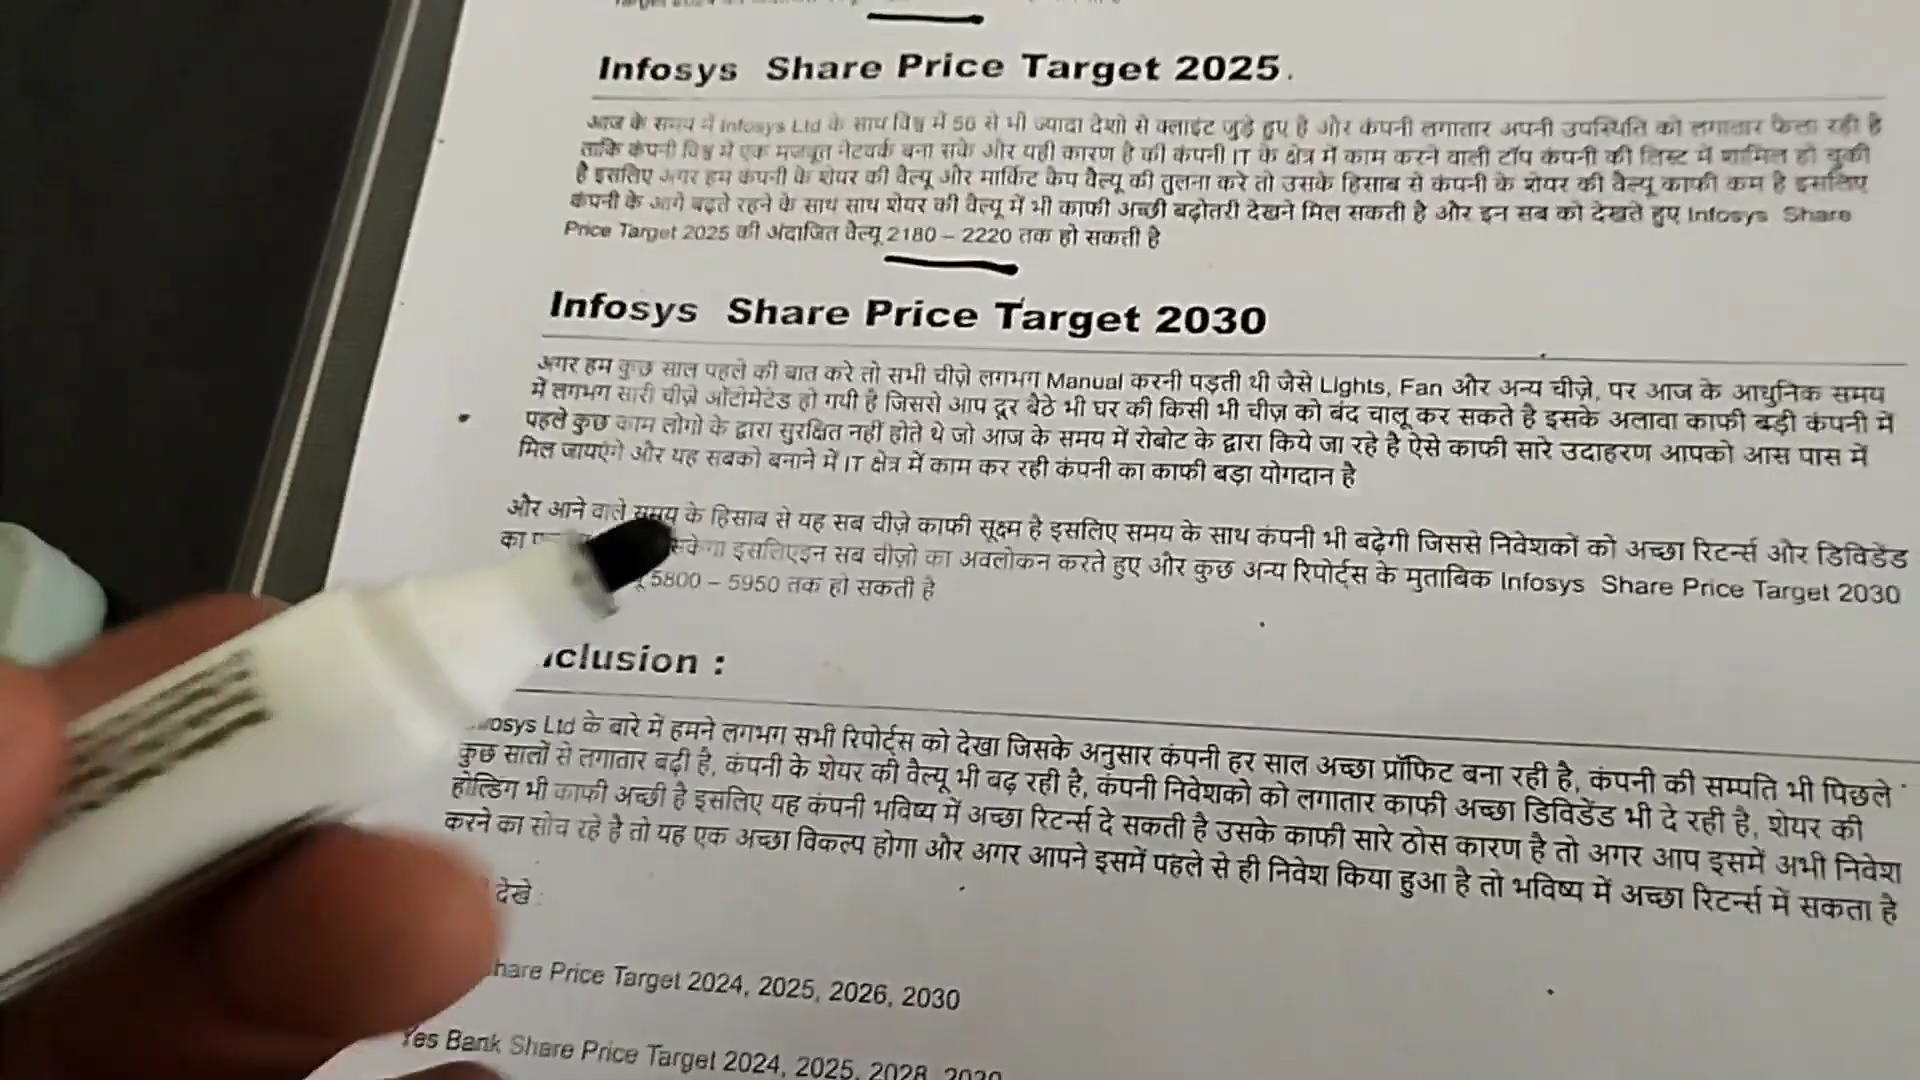 Infosys Share Price Target 2025.
आज के समय में Infosys Ltd के साथ विश्व में 56 से भी ज्यादा देशो से क्लाइंट जुड़े हुए है और कंपनी लगातार अपनी उपस्थिति को लगातार फैला रही है
ताकि कंपनी विश्व में एक मजबूत नेटवर्क बना सके और यही कारण है की कंपनी IT के क्षेत्र में काम करने वाली टॉप कंपनी की लिस्ट में शामिल हो चुकी
है इसलिए अगर हम कंपनी के शेयर की वैल्यू और मार्किट कैप वैल्यू की तुलना करे तो उसके हिसाब से कंपनी के शेयर की वैल्यू काफी कम है इसलिए
कंपनी के आगे बढ़ते रहने के साथ साथ शेयर की वैल्यू में भी काफी अच्छी बढ़ोतरी देखने मिल सकती है और इन सब को देखते हुए Infosys Share
Price Target 2025 की अंदाजित वैल्यू 2180 – 2220 तक हो सकती है
Infosys Share Price Target 2030
अगर हम कुछ साल पहले की बात करे तो सभी चीज़े लगभग Manual करनी पड़ती थी जैसे Lights, Fan और अन्य चीज़े, पर आज के आधुनिक समय
में लगभग सारी चीज़े ऑटोमेटेड हो गयी है जिससे आप दूर बैठे भी घर की किसी भी चीज़ को बंद चालू कर सकते है इसके अलावा काफी बड़ी कंपनी में
पहले कुछ काम लोगो के द्वारा सुरक्षित नहीं होते थे जो आज के समय में रोबोट के द्वारा किये जा रहे है ऐसे काफी सारे उदाहरण आपको आस पास में
मिल जायएंगे और यह सबको बनाने में IT क्षेत्र में काम कर रही कंपनी का काफी बड़ा योगदान है
और आने वाले समय के हिसाब से यह सब चीज़े काफी सूक्ष्म है इसलिए समय के साथ कंपनी भी बढ़ेगी जिससे निवेशकों को अच्छा रिटर्न्स और डिविडेंड
का सकेगा इसलिएइन सब चीज़ो का अवलोकन करते हुए और कुछ अन्य रिपोर्ट्स के मुताबिक Infosys Share Price Target 2030
5800 – 5950 तक हो सकती है
nclusion :
osys Ltd के बारे में हमने लगभग सभी रिपोर्ट्स को देखा जिसके अनुसार कंपनी हर साल अच्छा प्रॉफिट बना रही है, कंपनी की सम्पति भी पिछले
कुछ सालों से लगातार बढ़ी है, कंपनी के शेयर की वैल्यू भी बढ़ रही है, कंपनी निवेशको को लगातार काफी अच्छा डिविडेंड भी दे रही है, शेयर की
होल्डिंग भी काफी अच्छी है इसलिए यह कंपनी भविष्य में अच्छा रिटर्न्स दे सकती है उसके काफी सारे ठोस कारण है तो अगर आप इसमें अभी निवेश
करने का सोच रहे है तो यह एक अच्छा विकल्प होगा और अगर आपने इसमें पहले से ही निवेश किया हुआ है तो भविष्य में अच्छा रिटर्न्स में सकता है
देखे :
hare Price Target 2024, 2025, 2026, 2030
Yes Bank Share Price Target 2024, 2025, 2028, 2030